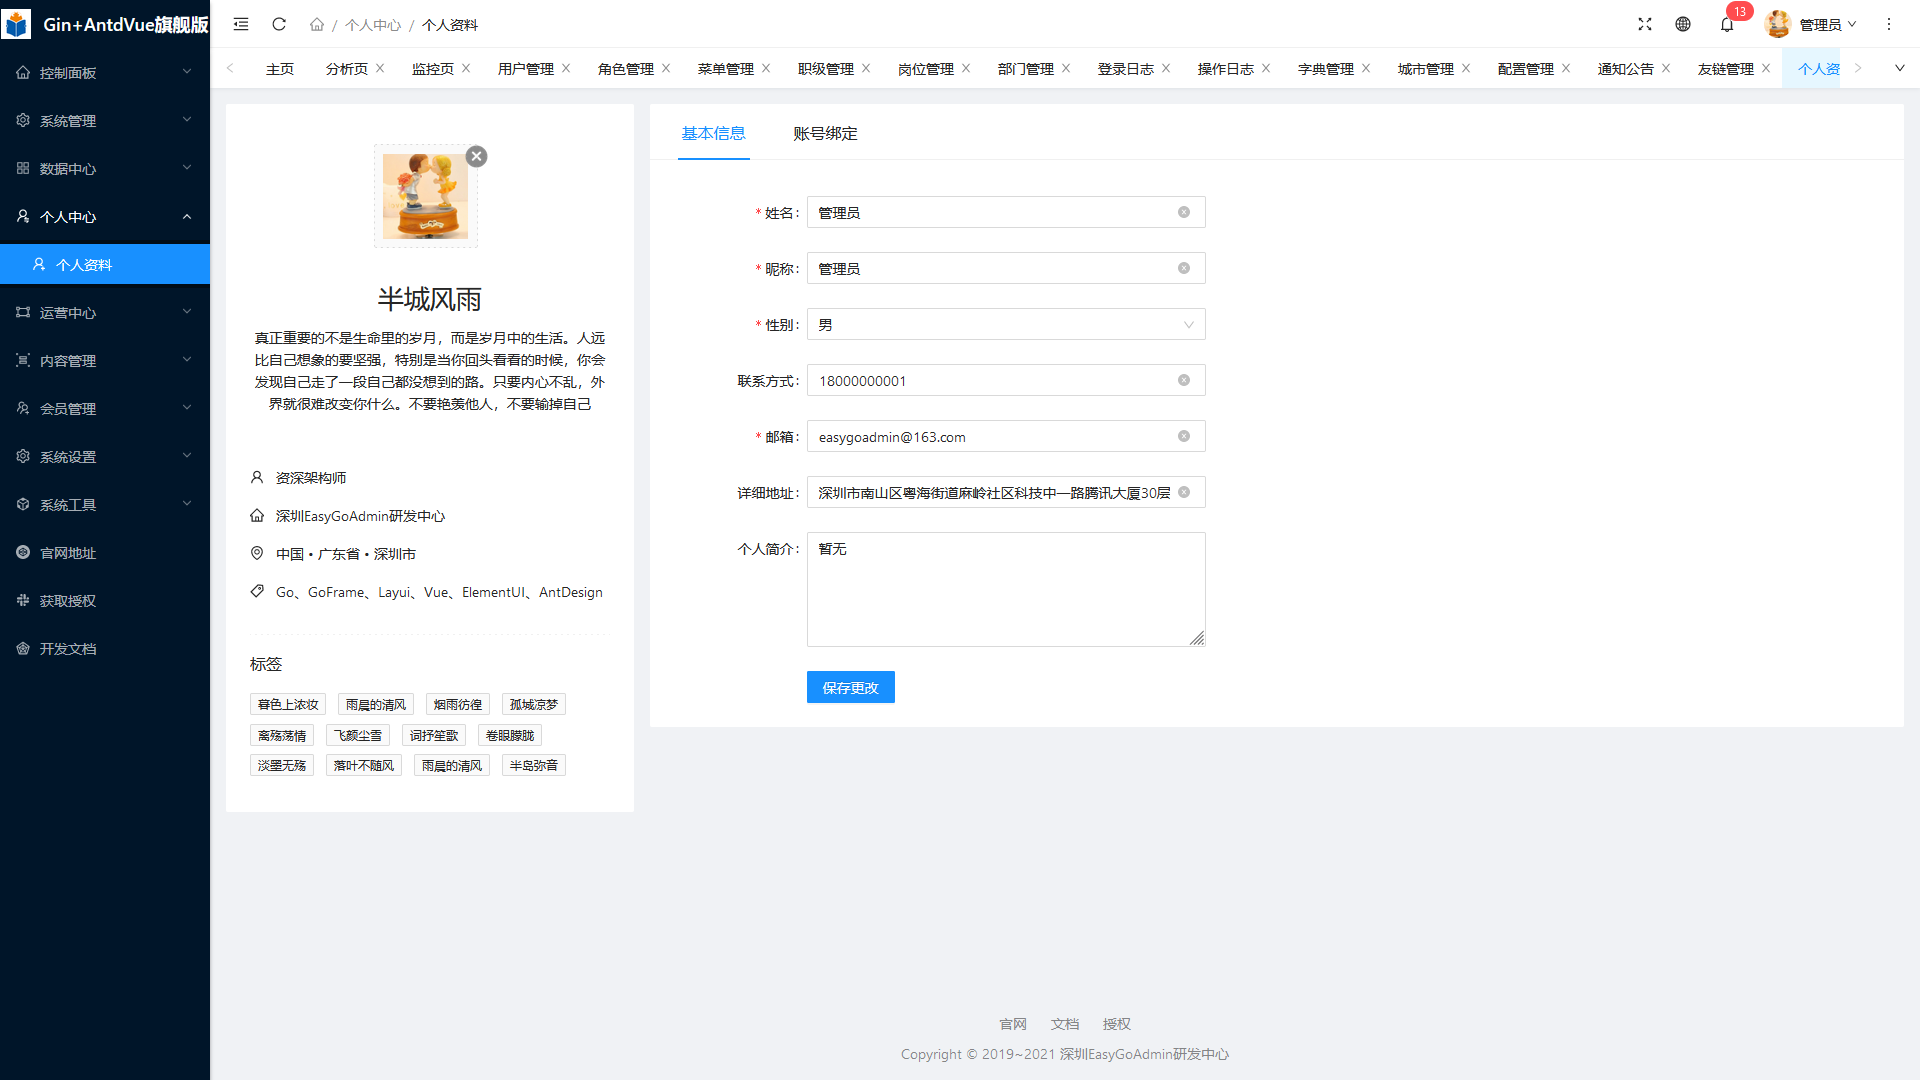 Gin+AntdVue旗舰版
控制面板
系统管理
数据中心
个人中心
个人资料
运营中心
内容管理
会员管理
系统设置
系统工具
官网地址
获取授权
开发文档
/ 个人中心 / 个人资料
13
管理员
主页 分析页 监控页 用户管理 角色管理 菜单管理 职级管理 岗位管理 部门管理 登录日志 操作日志 字典管理 城市管理 配置管理 通知公告 友链管理 个人资
半城风雨
真正重要的不是生命里的岁月，而是岁月中的生活。人远
比自己想象的要坚强，特别是当你回头看看的时候，你会
发现自己走了一段自己都没想到的路。只要内心不乱，外
界就很难改变你什么。不要艳羡他人，不要输掉自己
资深架构师
深圳EasyGoAdmin研发中心
中国 • 广东省 • 深圳市
Go、GoFrame、Layui、Vue、ElementUI、AntDesign
标签
暮色上浓妆 雨晨的清风 烟雨彷徨 孤城凉梦
离殇荡情 飞颜尘雪 词抒笙歌 卷眼朦胧
淡墨无殇 落叶不随风 雨晨的清风 半岛弥音
基本信息 账号绑定
* 姓名: 管理员
* 昵称: 管理员
* 性别: 男
联系方式: 18000000001
* 邮箱: easygoadmin@163.com
详细地址: 深圳市南山区粤海街道麻岭社区科技中一路腾讯大厦30层
个人简介: 暂无
保存更改
官网 文档 授权
Copyright © 2019~2021 深圳EasyGoAdmin研发中心